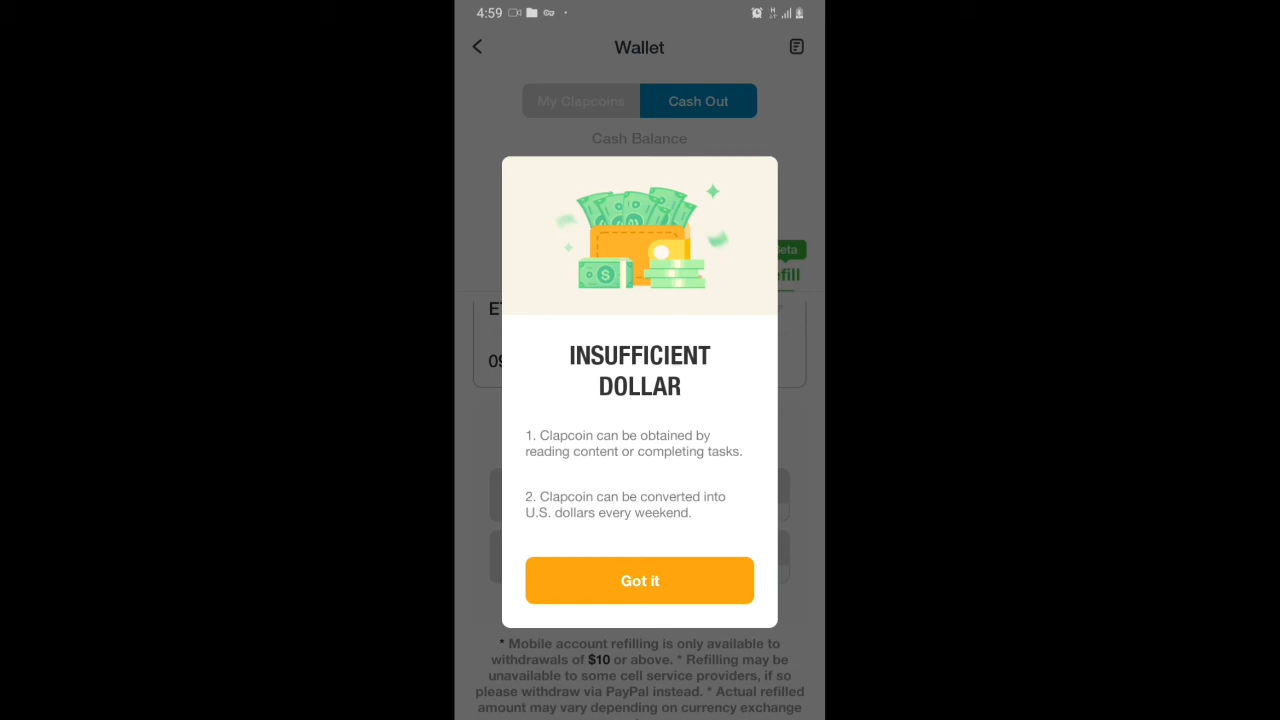 4:59
Wallet
My Clapcoins
Cash Out
Cash Balance
INSUFFICIENT
DOLLAR
1. Clapcoin can be obtained by
reading content or completing tasks.
2. Clapcoin can be converted into
U.S. dollars every weekend.
Got it
* Mobile account refilling is only available to
withdrawals of $10 or above. * Refilling may be
unavailable to some cell service providers, if so
please withdraw via PayPal instead. * Actual refilled
amount may vary depending on currency exchange